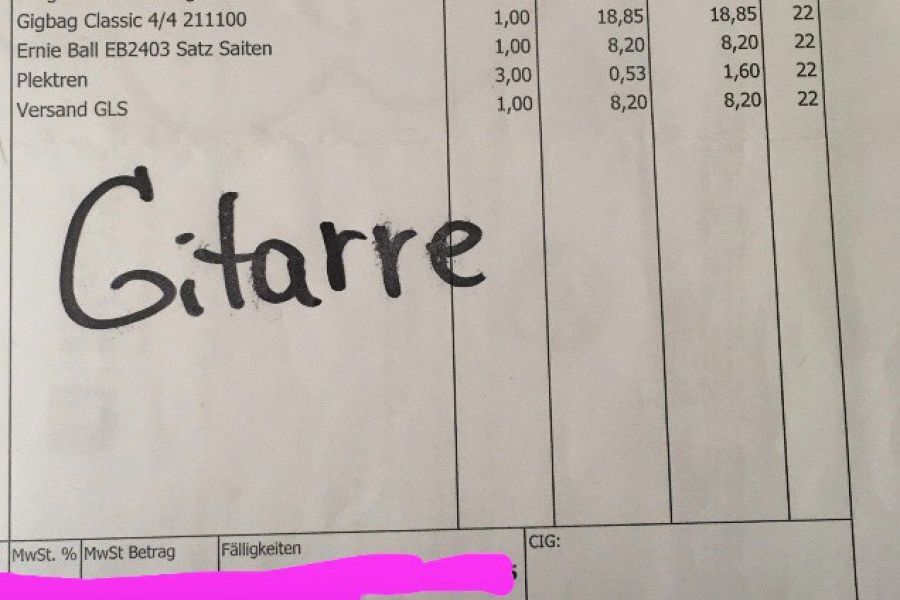 Gigbag Classic 4/4 211100 1,00 18,85 18,85 22
Ernie Ball EB2403 Satz Saiten 1,00 8,20 8,20 22
Plektren 3,00 0,53 1,60 22
Versand GLS 1,00 8,20 8,20 22
Gitarre
MwSt. % MwSt Betrag Fälligkeiten CIG: